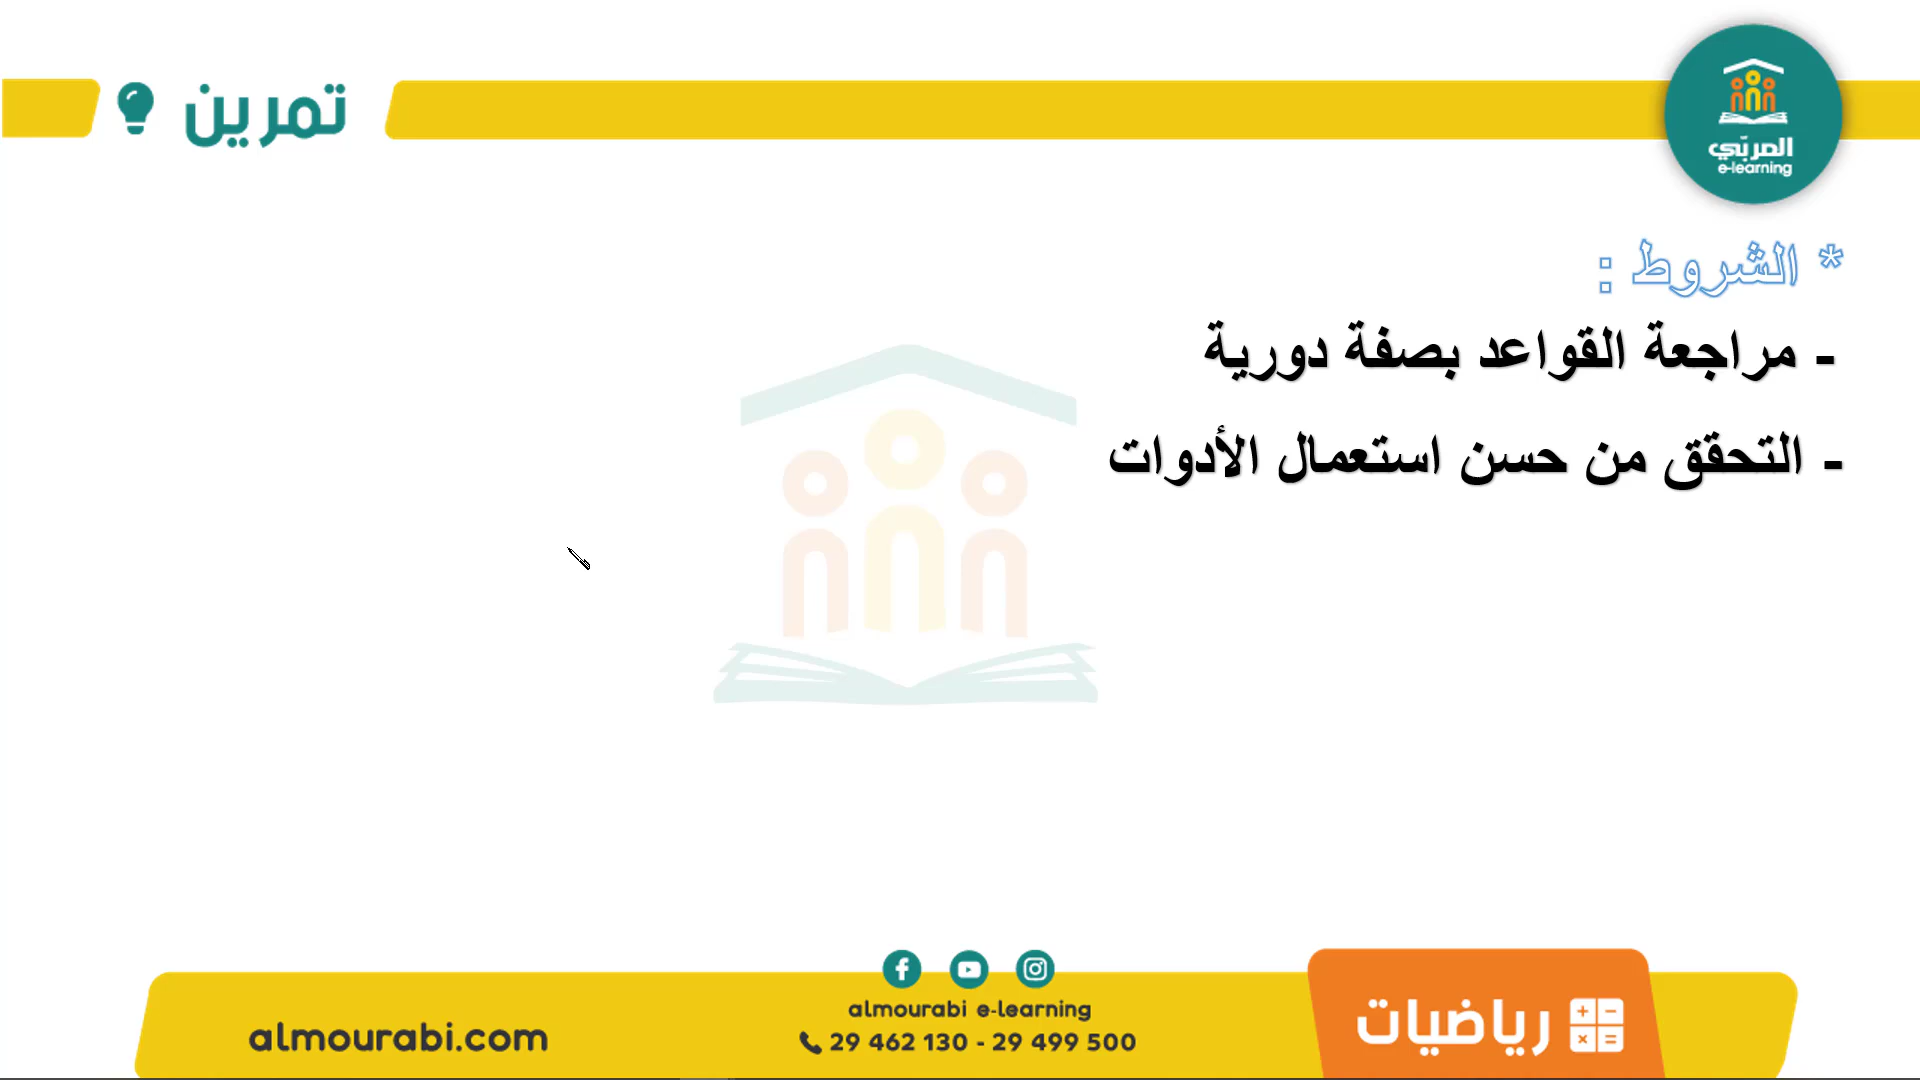 تمرين
المربّي
e-learning
* الشروط :
- مراجعة القواعد بصفة دورية
- التحقق من حسن استعمال الأدوات
almourabi e-learning
29 462 130 - 29 499 500
almourabi.com
رياضيات